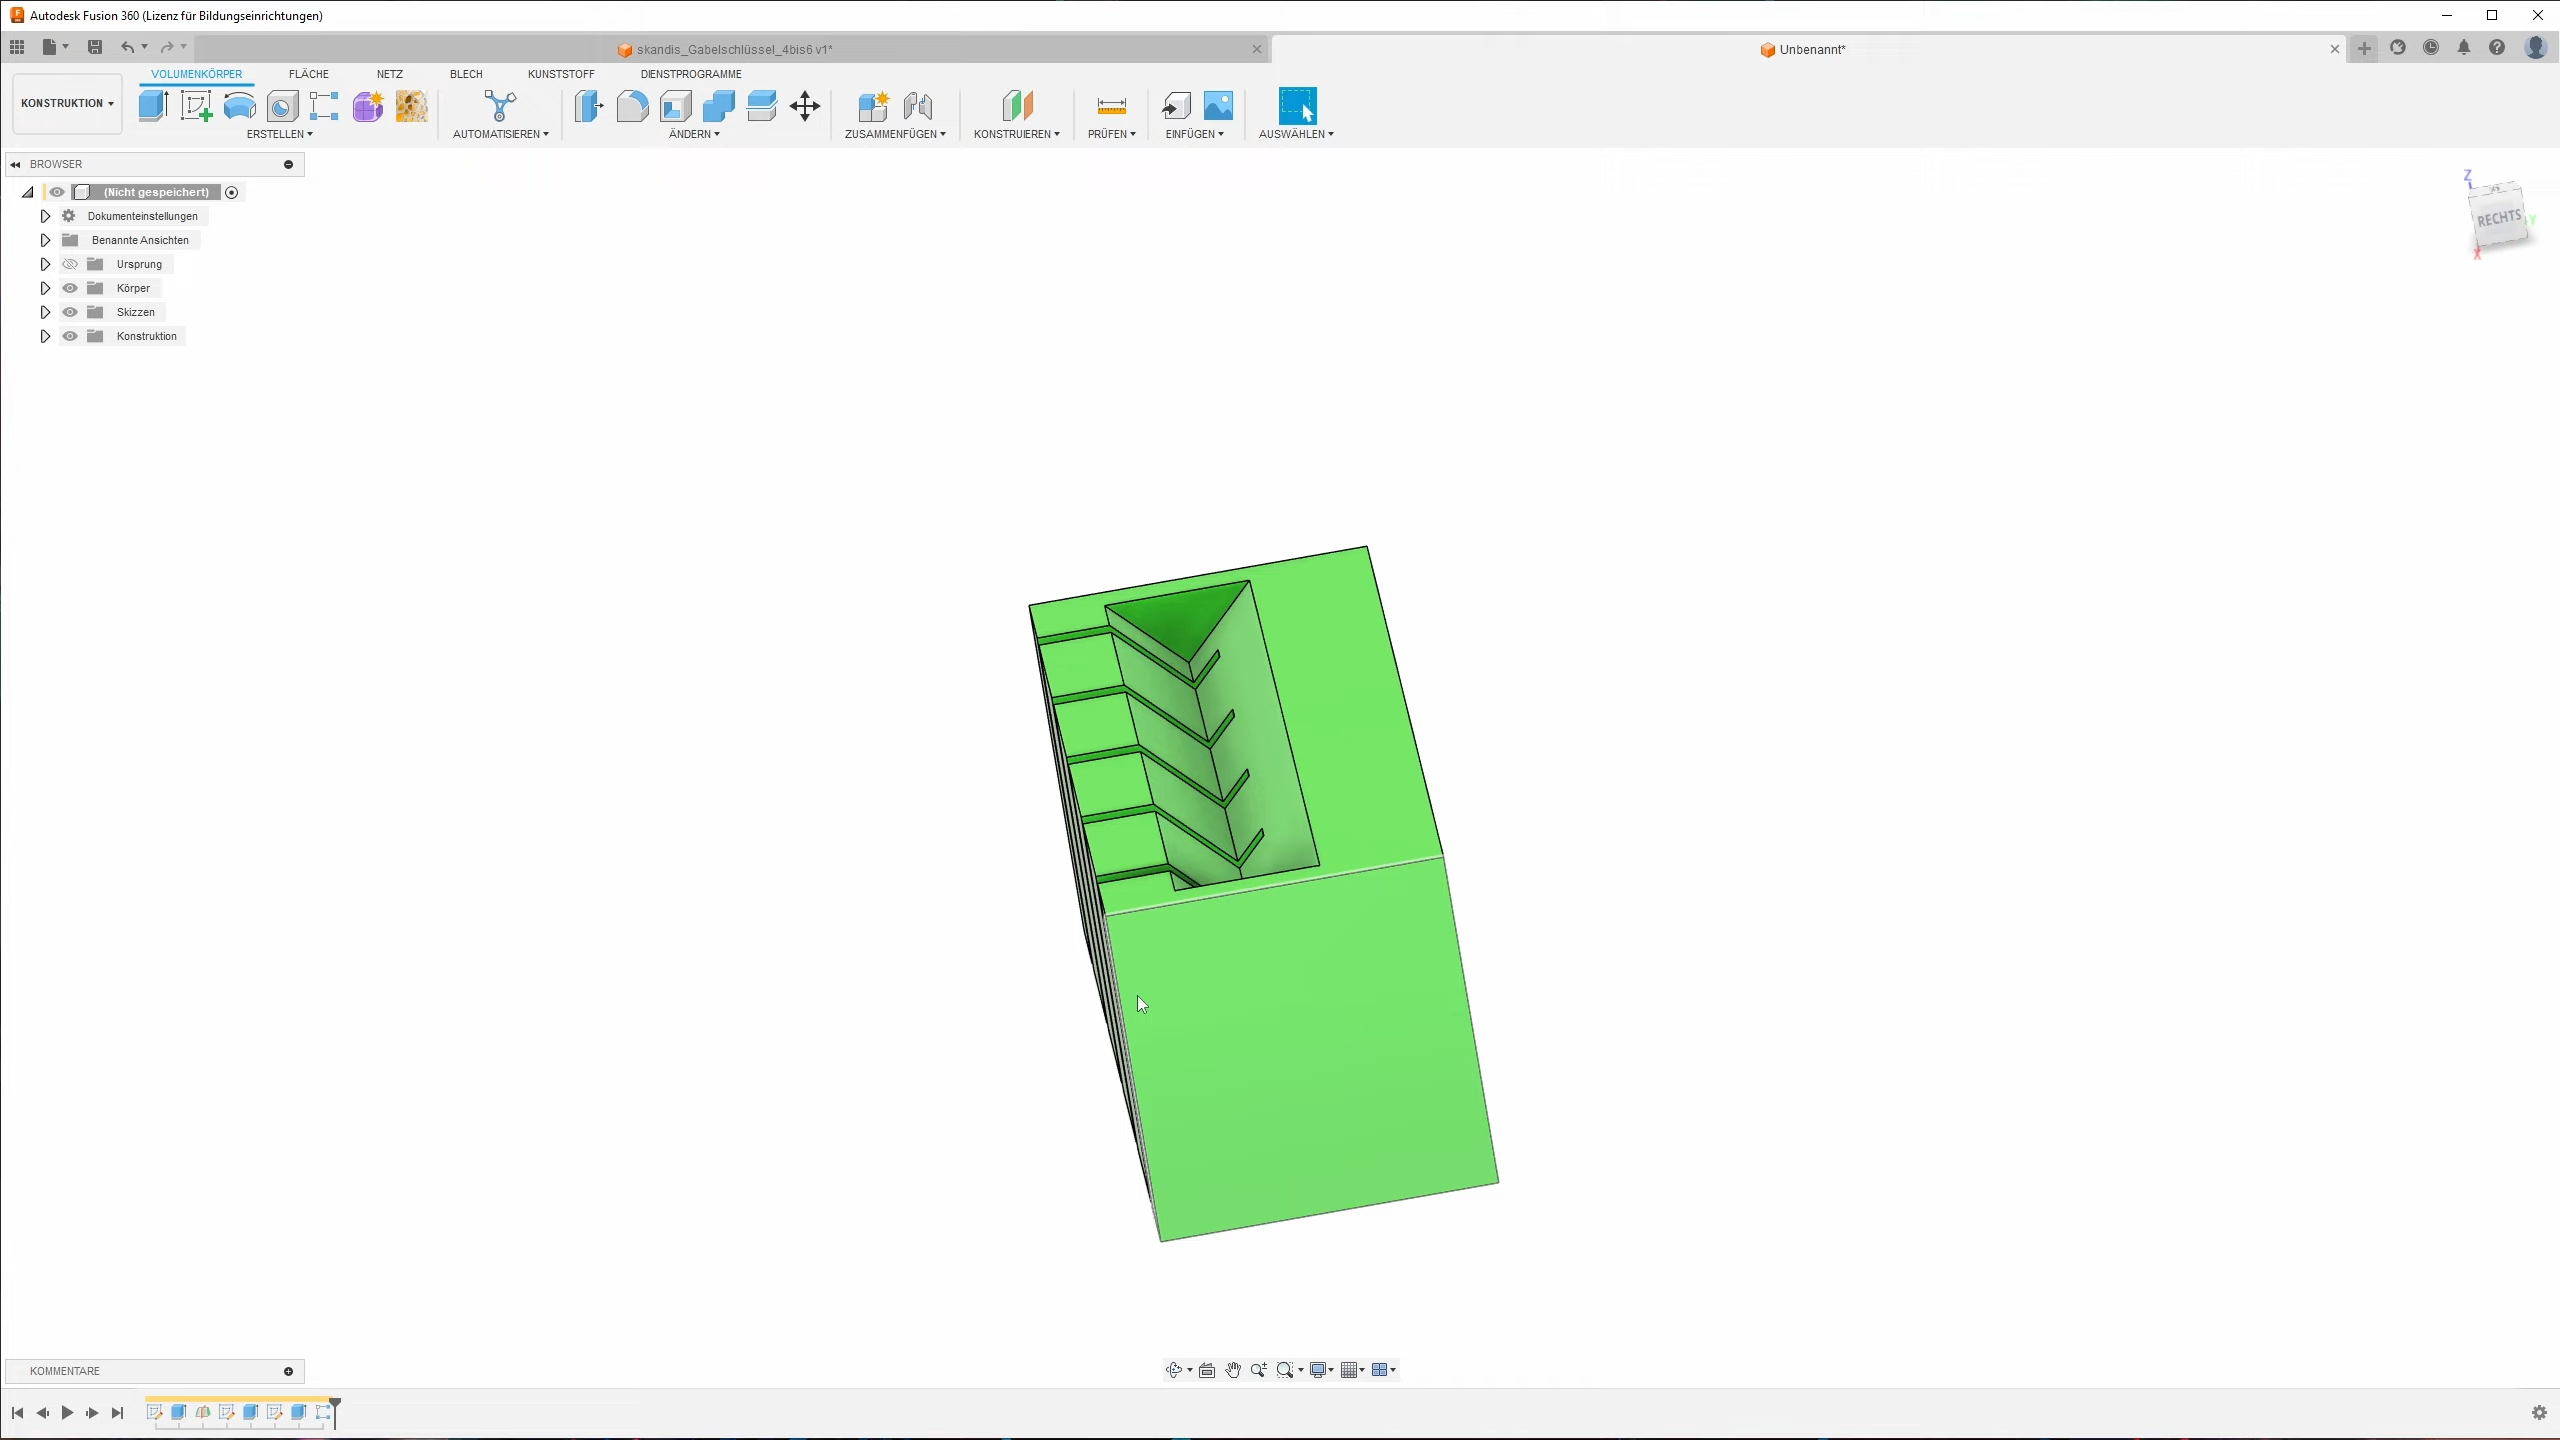 Autodesk Fusion 360 (Lizenz für Bildungseinrichtungen)
skandis_Gabelschlüssel_4bis6 v1*
Unbenannt*
VOLUMENKÖRPER FLÄCHE NETZ BLECH KUNSTSTOFF DIENSTPROGRAMME
KONSTRUKTION
ERSTELLEN AUTOMATISIEREN ÄNDERN ZUSAMMENFÜGEN KONSTRUIEREN PRÜFEN EINFÜGEN AUSWÄHLEN
BROWSER
(Nicht gespeichert)
Dokumenteinstellungen
Benannte Ansichten
Ursprung
Körper
Skizzen
Konstruktion
Z
RECHTS
Y
X
KOMMENTARE